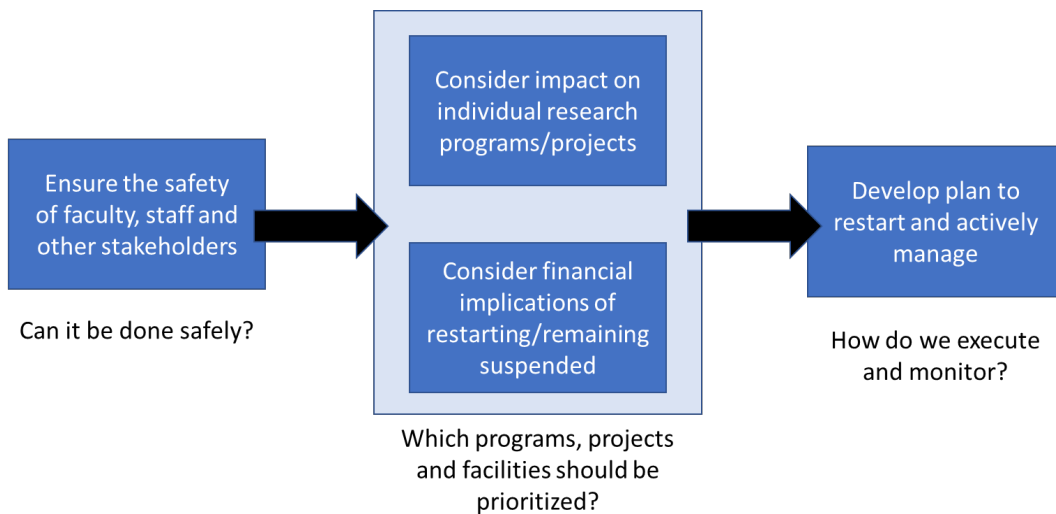 Ensure the safety
of faculty, staff and
other stakeholders
Can it be done safely?
Consider impact on
individual research
programs/projects
Consider financial
implications of
restarting/remaining
suspended
Which programs, projects
and facilities should be
prioritized?
Develop plan to
restart and actively
manage
How do we execute
and monitor?